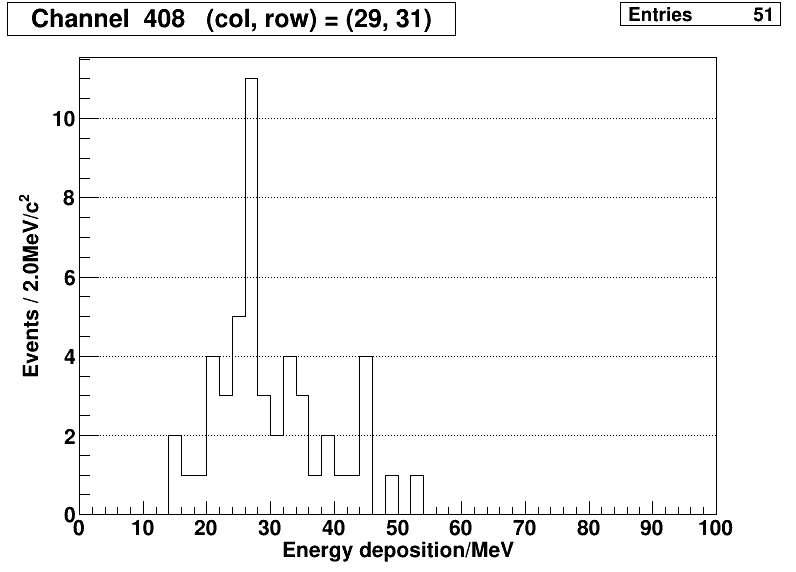 Channel 408 (col, row) = (29, 31)
Entries 51
Events / 2.0MeV/c²
10
8
6
4
2
0
0 10 20 30 40 50 60 70 80 90 100
Energy deposition/MeV